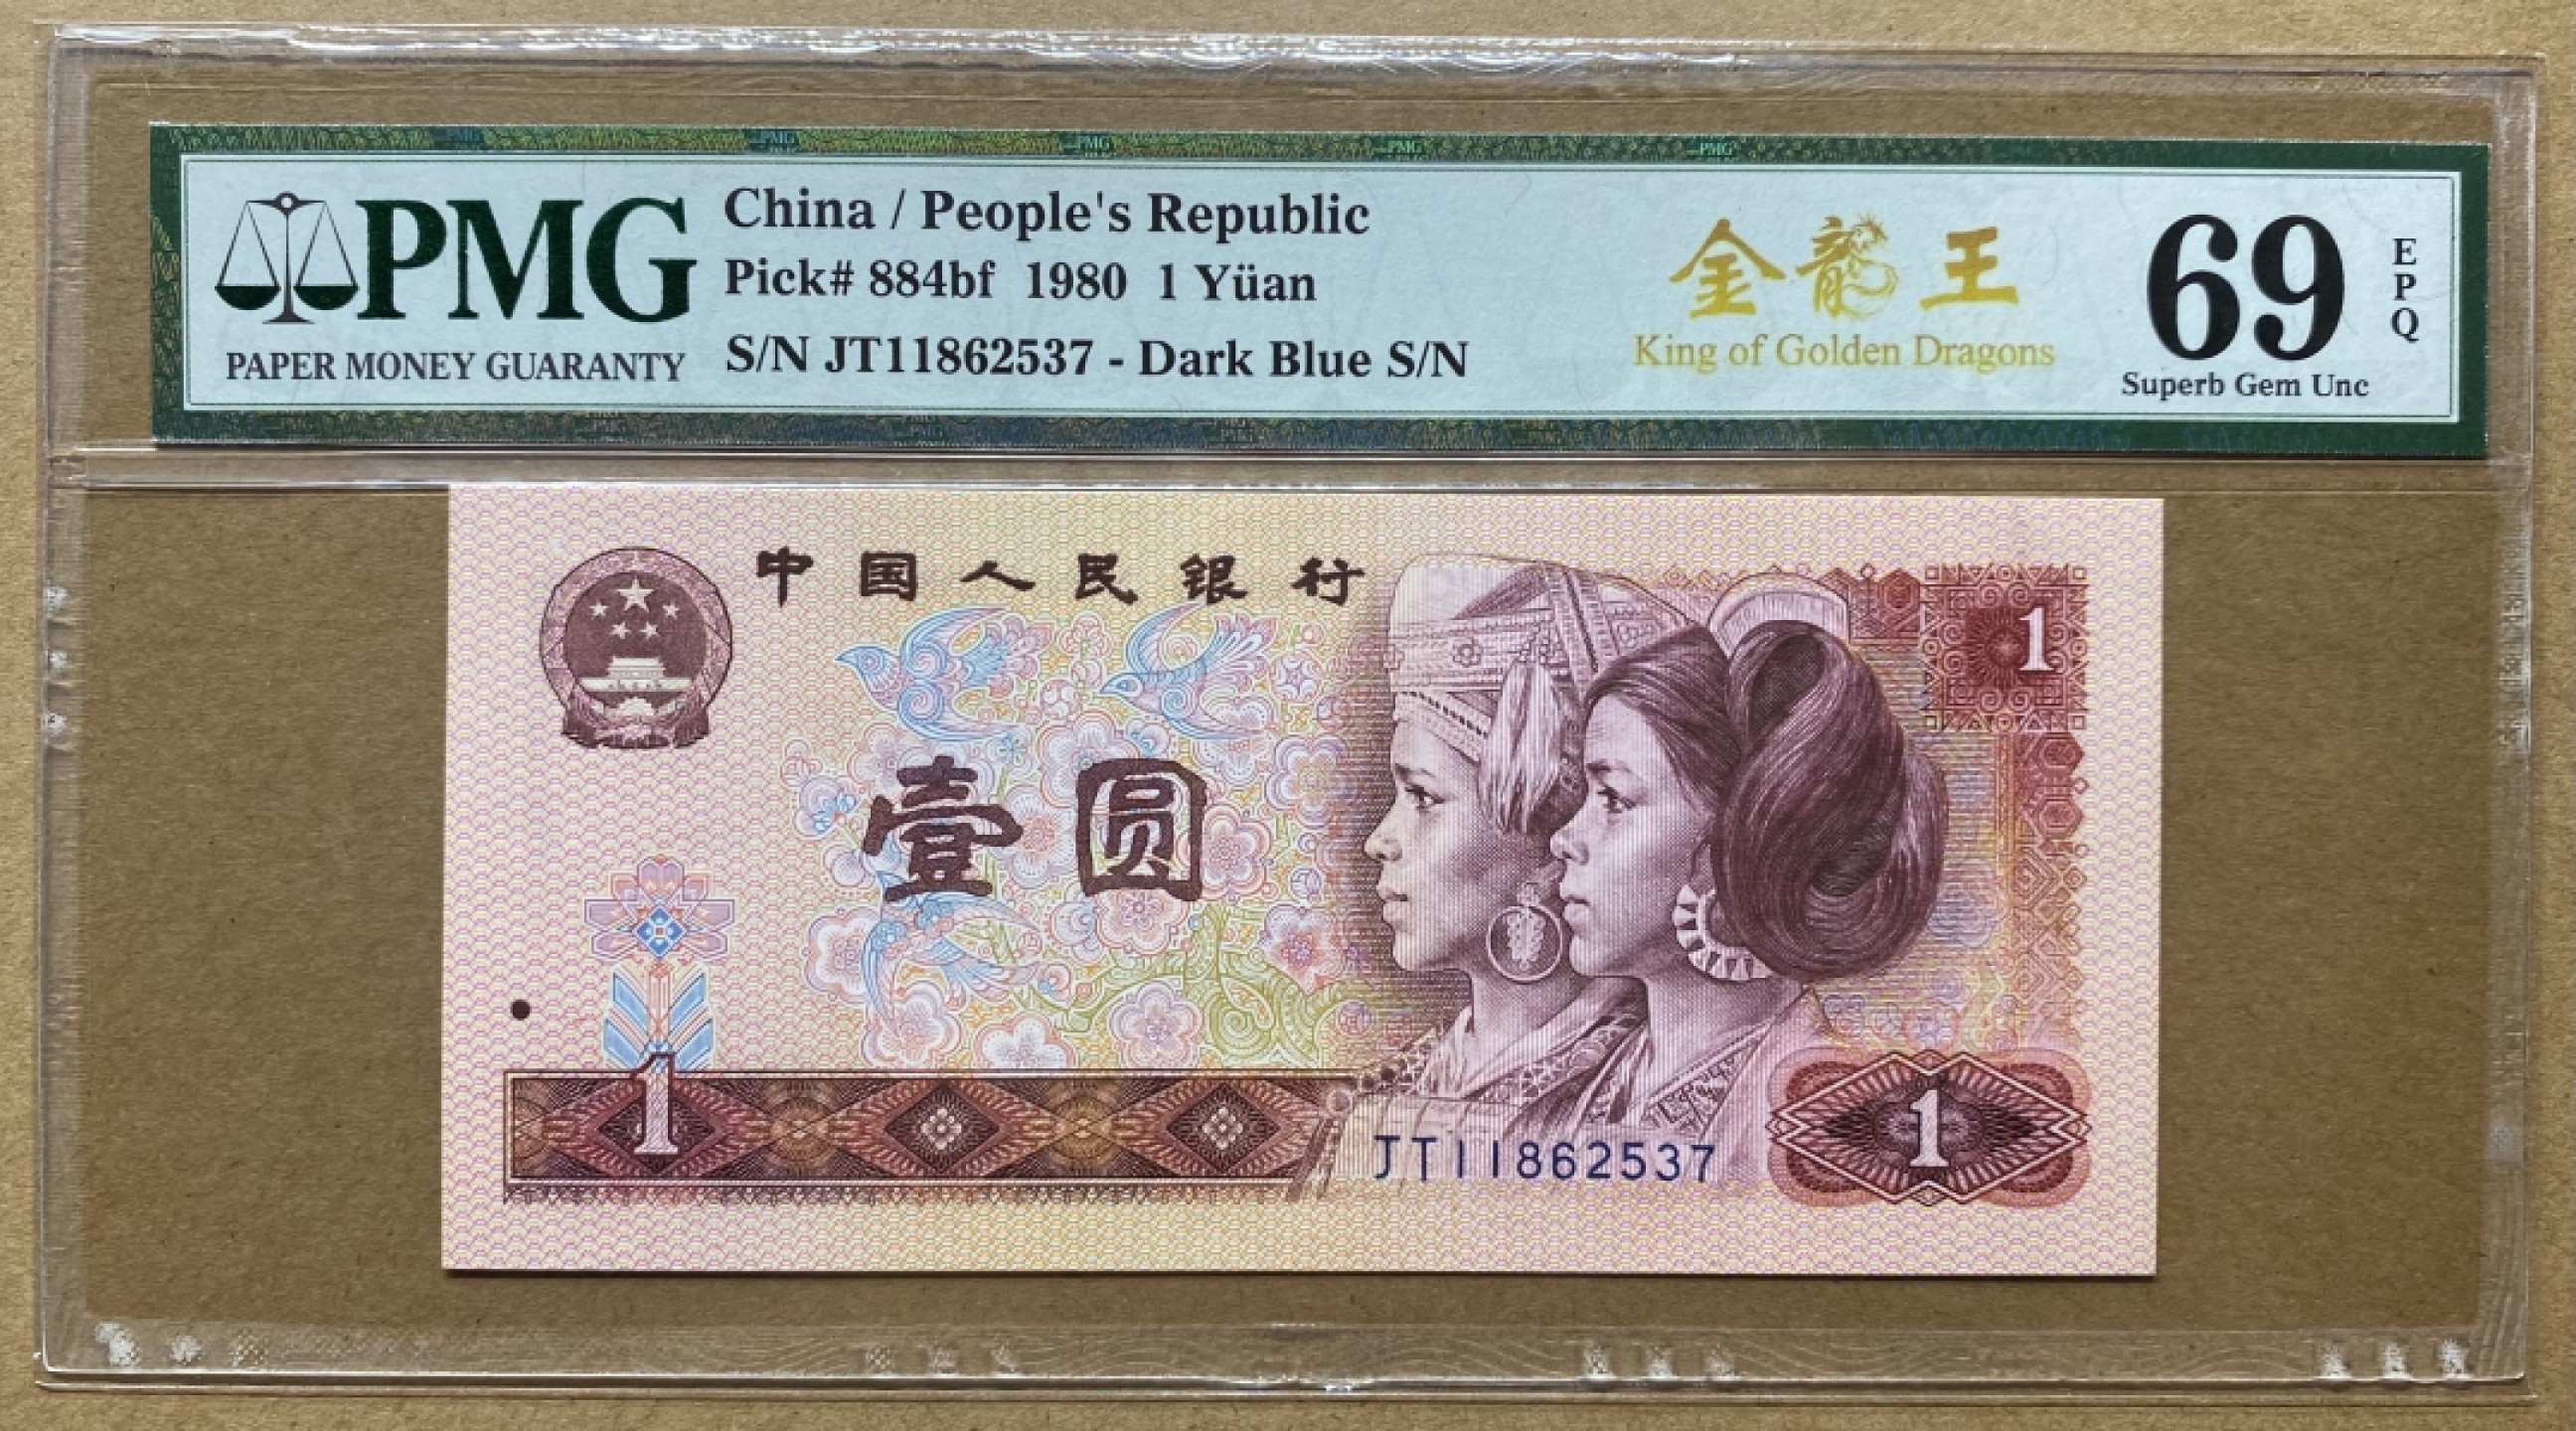 PMG
PAPER MONEY GUARANTY
China / People's Republic
Pick# 884bf 1980 1 Yüan
S/N JT11862537 - Dark Blue S/N
金龍王
King of Golden Dragons
69
EPQ
Superb Gem Unc
中国人民银行
1
壹圆
1
JT11862537
1